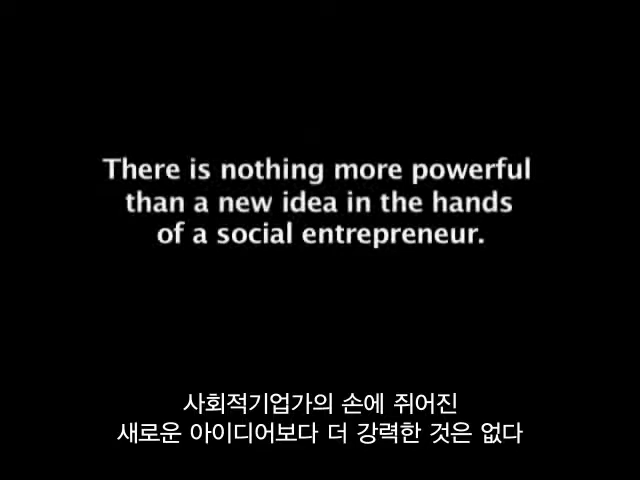 There is nothing more powerful
than a new idea in the hands
of a social entrepreneur.
사회적기업가의 손에 쥐어진
새로운 아이디어보다 더 강력한 것은 없다